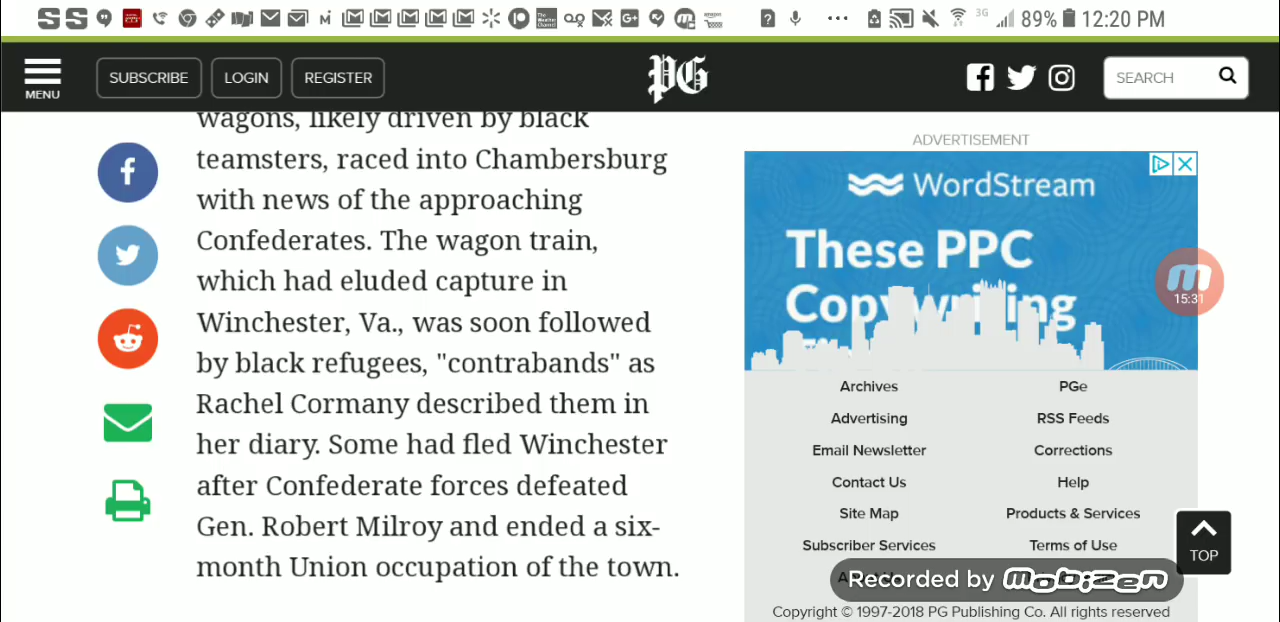 3G 89% 12:20 PM
MENU
SUBSCRIBE
LOGIN
REGISTER
PG
SEARCH
wagons, likely driven by black
teamsters, raced into Chambersburg
with news of the approaching
Confederates. The wagon train,
which had eluded capture in
Winchester, Va., was soon followed
by black refugees, "contrabands" as
Rachel Cormany described them in
her diary. Some had fled Winchester
after Confederate forces defeated
Gen. Robert Milroy and ended a six-
month Union occupation of the town.
ADVERTISEMENT
WordStream
These PPC
Copywriting
15:31
Archives
PGe
Advertising
RSS Feeds
Email Newsletter
Corrections
Contact Us
Help
Site Map
Products & Services
Subscriber Services
Terms of Use
TOP
Recorded by mobizen
Copyright © 1997-2018 PG Publishing Co. All rights reserved